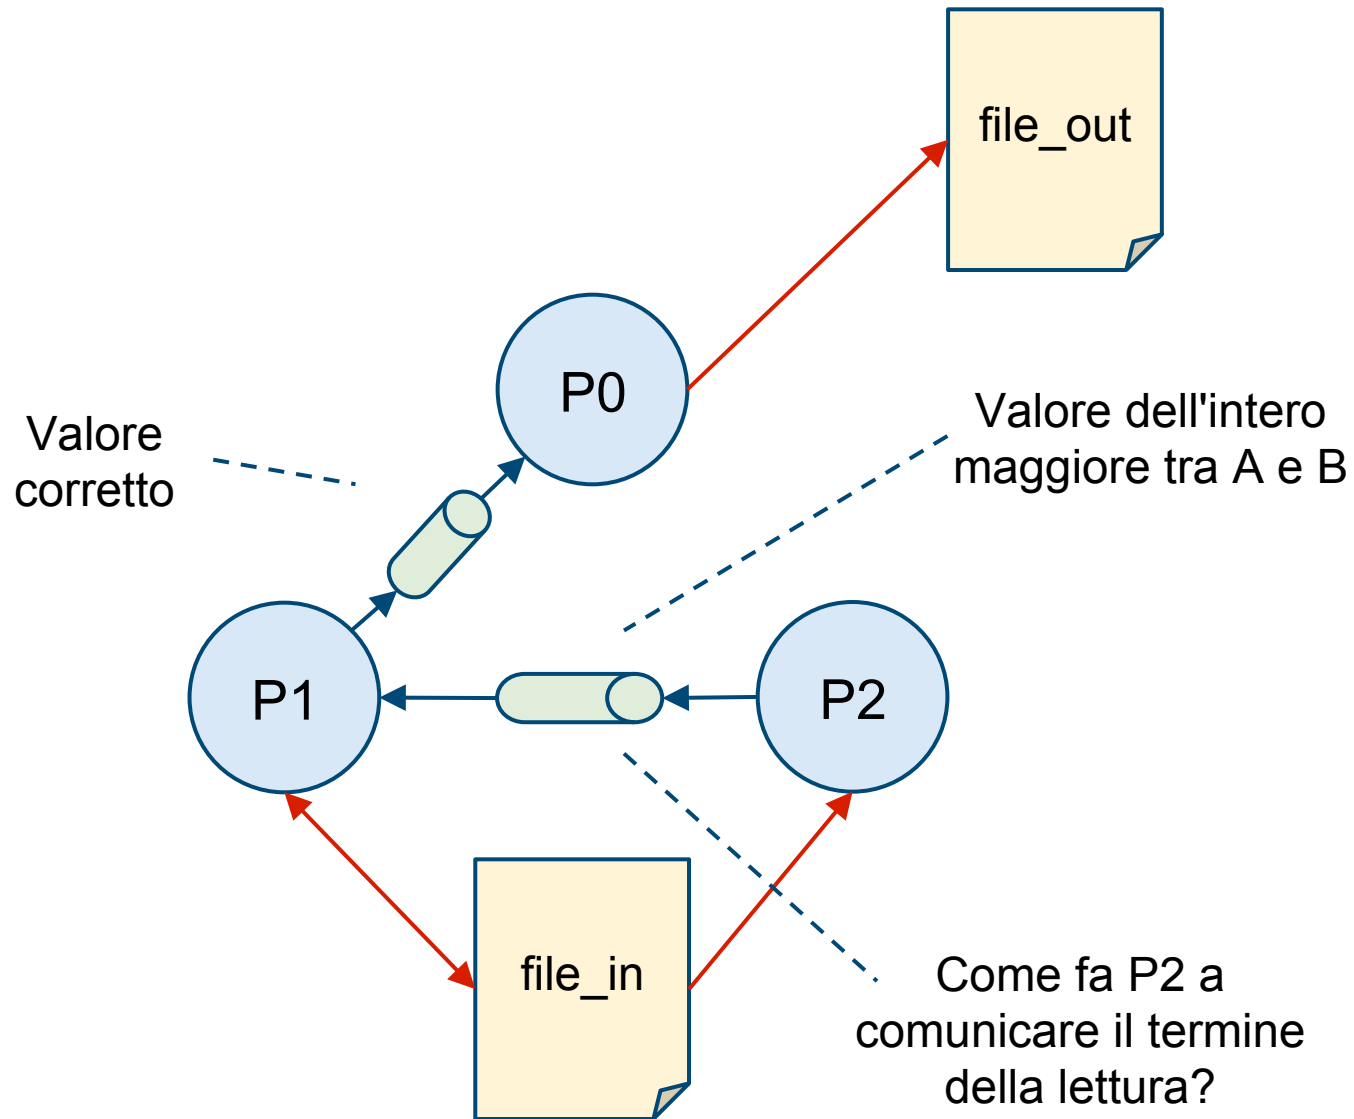 file_out
P0
Valore
corretto
Valore dell'intero
maggiore tra A e B
P1
P2
file_in
Come fa P2 a
comunicare il termine
della lettura?